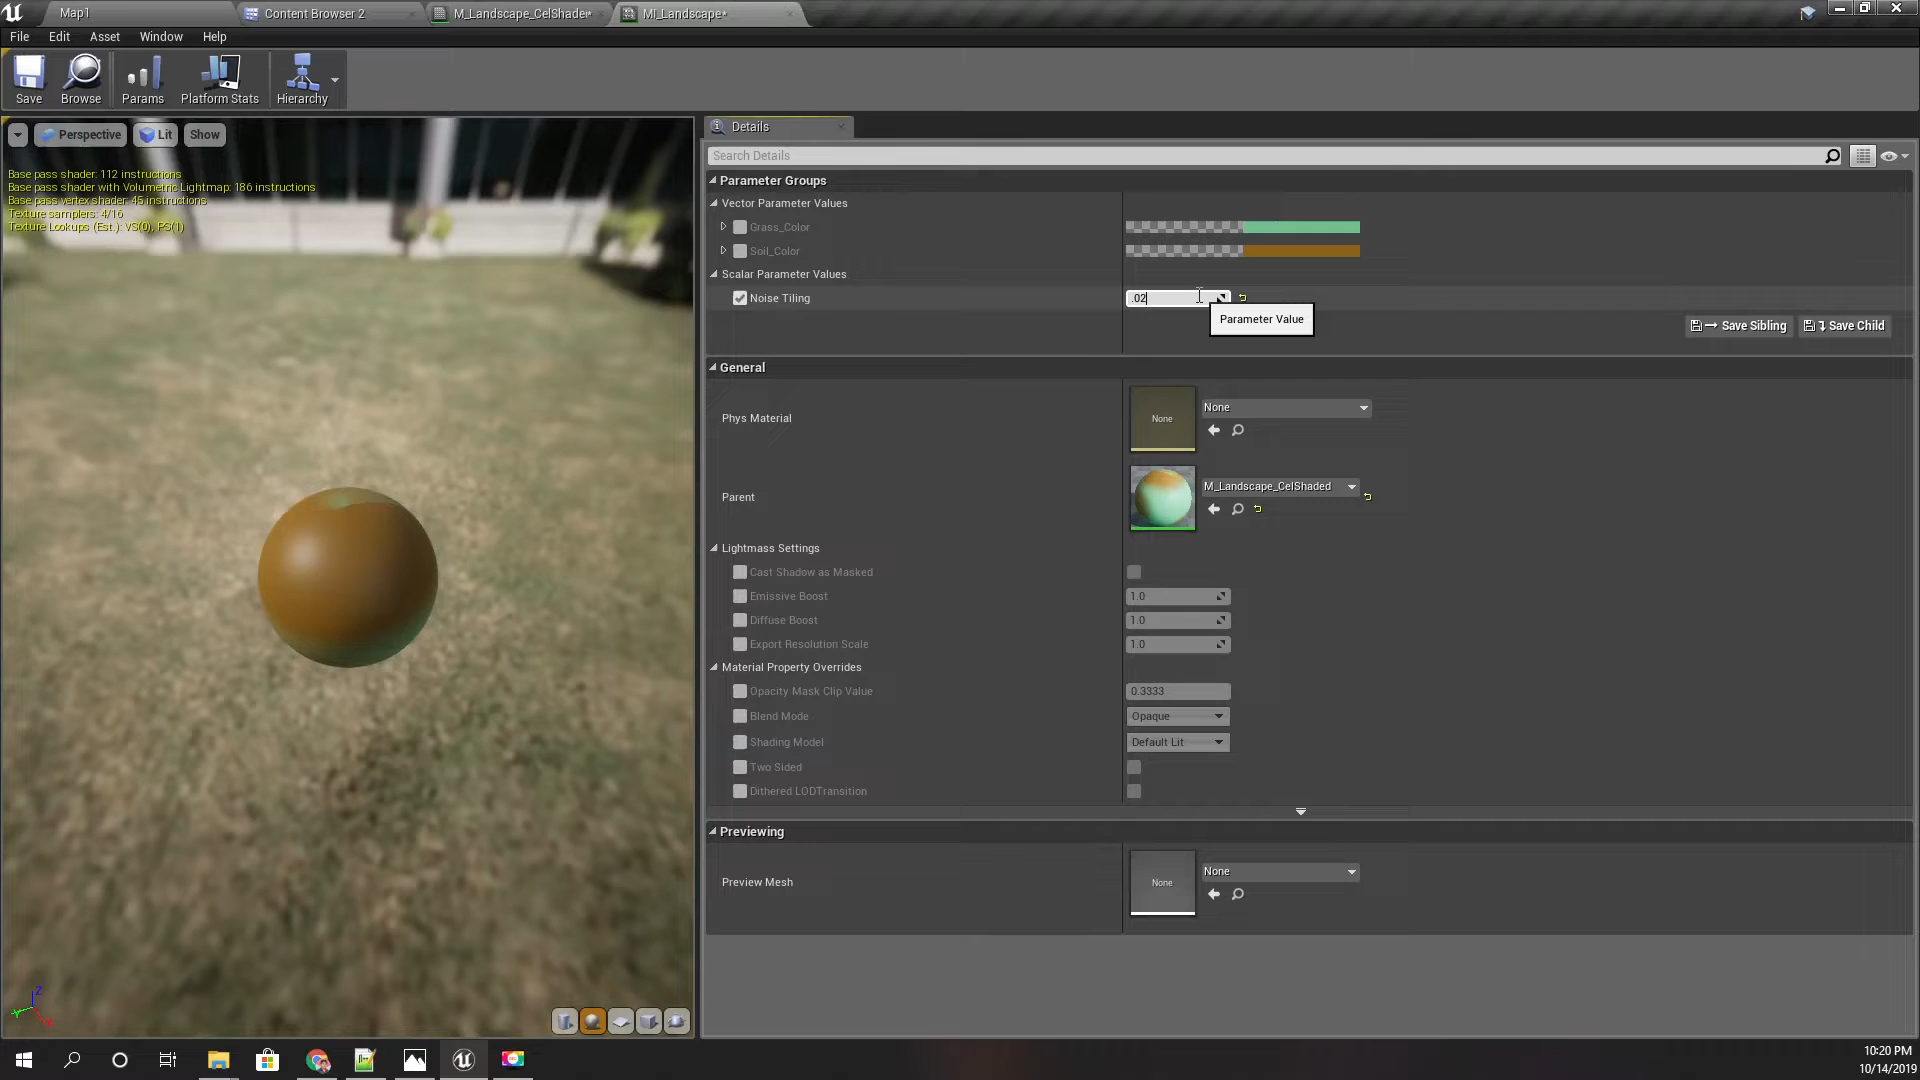 Map1
Content Browser 2
M_Landscape_CelShader*
MI_Landscape*
File Edit Asset Window Help
Save Browse Params Platform Stats Hierarchy
Perspective Lit Show
Base pass shader: 112 instructions
Base pass shader with Volumetric Lightmap: 186 instructions
Base pass vertex shader: 45 instructions
Texture samplers: 4/16
Texture Lookups (Est.): VS(0), PS(1)
Details
Search Details
Parameter Groups
Vector Parameter Values
Grass_Color
Soil_Color
Scalar Parameter Values
Noise Tiling .02
Parameter Value
Save Sibling Save Child
General
Phys Material None None
Parent M_Landscape_CelShaded
Lightmass Settings
Cast Shadow as Masked
Emissive Boost 1.0
Diffuse Boost 1.0
Export Resolution Scale 1.0
Material Property Overrides
Opacity Mask Clip Value 0.3333
Blend Mode Opaque
Shading Model Default Lit
Two Sided
Dithered LODTransition
Previewing
Preview Mesh None None
Z
Y
X
10:20 PM
10/14/2019